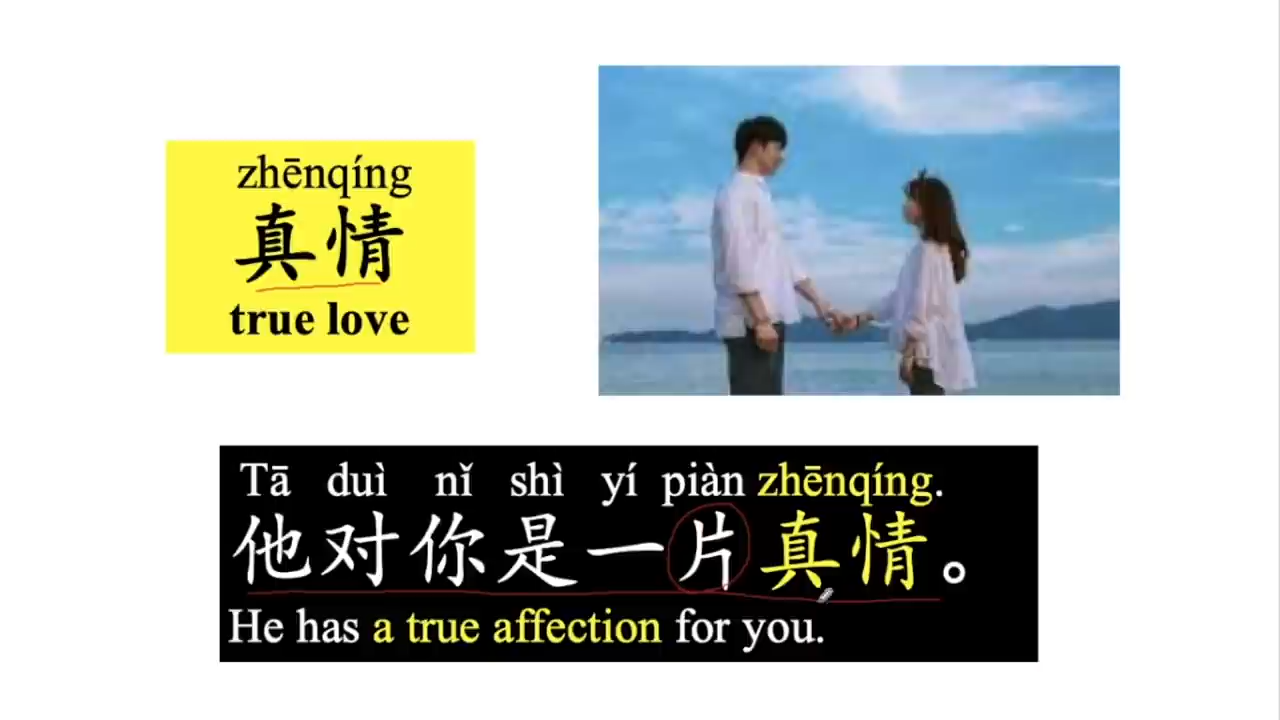 zhēnqíng
真情
true love
Tā duì nǐ shì yí piàn zhēnqíng.
他对你是一片真情。
He has a true affection for you.